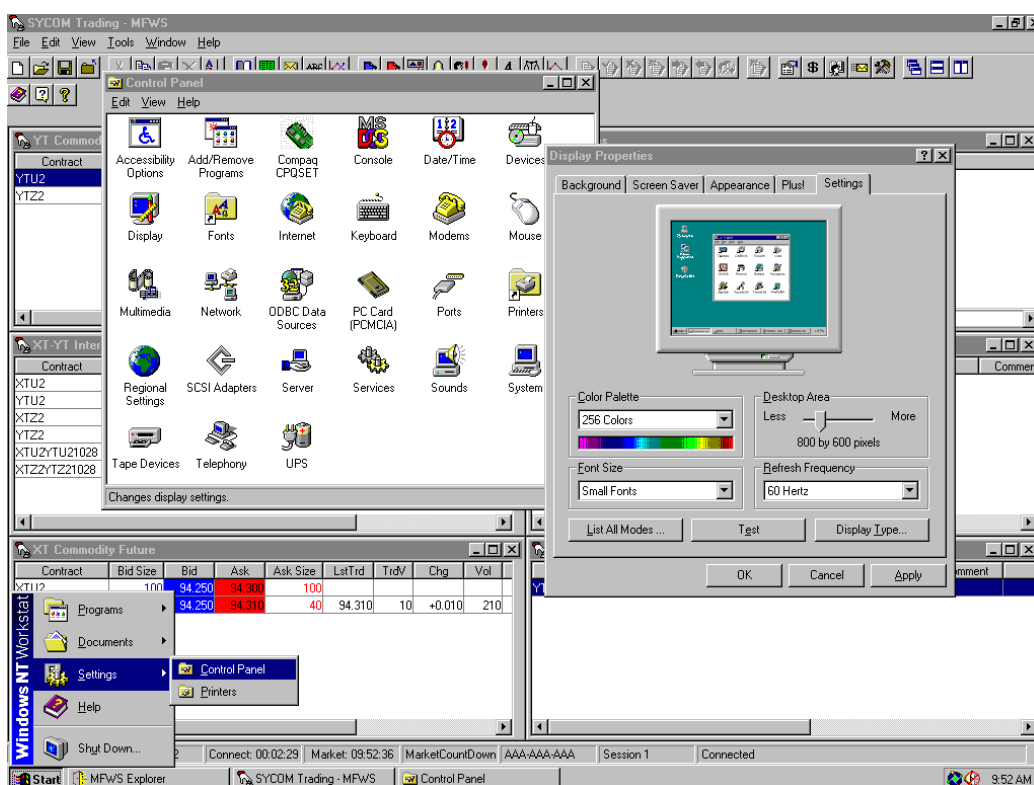 SYCOM Trading - MFWS
File Edit View Tools Window Help
Control Panel
Edit View Help
Accessibility Options
Add/Remove Programs
Compaq CPQSET
Console
Date/Time
Devices
Display
Fonts
Internet
Keyboard
Modems
Mouse
Multimedia
Network
ODBC Data Sources
PC Card (PCMCIA)
Ports
Printers
Regional Settings
SCSI Adapters
Server
Services
Sounds
System
Tape Devices
Telephony
UPS
Changes display settings.
Display Properties
Background Screen Saver Appearance Plus! Settings
Color Palette
256 Colors
Desktop Area
Less More
800 by 600 pixels
Font Size
Small Fonts
Refresh Frequency
60 Hertz
List All Modes ... Test Display Type...
OK Cancel Apply
YT Commod
Contract
YTU2
YTZ2
XT-YT Inter
Contract
XTU2
YTU2
XTZ2
YTZ2
XTU2YTU21028
XTZ2YTZ21028
Commer
XT Commodity Future
Contract Bid Size Bid Ask Ask Size LstTrd TrdV Chg Vol
XTU2 100 94.250 94.300 100
94.250 94.310 40 94.310 10 +0.010 210
mment
Windows NT Workstat
Programs
Documents
Settings
Help
Shut Down...
Control Panel
Printers
2 Connect: 00:02:29 Market: 09:52:36 MarketCountDown AAA-AAA-AAA Session 1 Connected
Start MFWS Explorer SYCOM Trading - MFWS Control Panel 9:52 AM